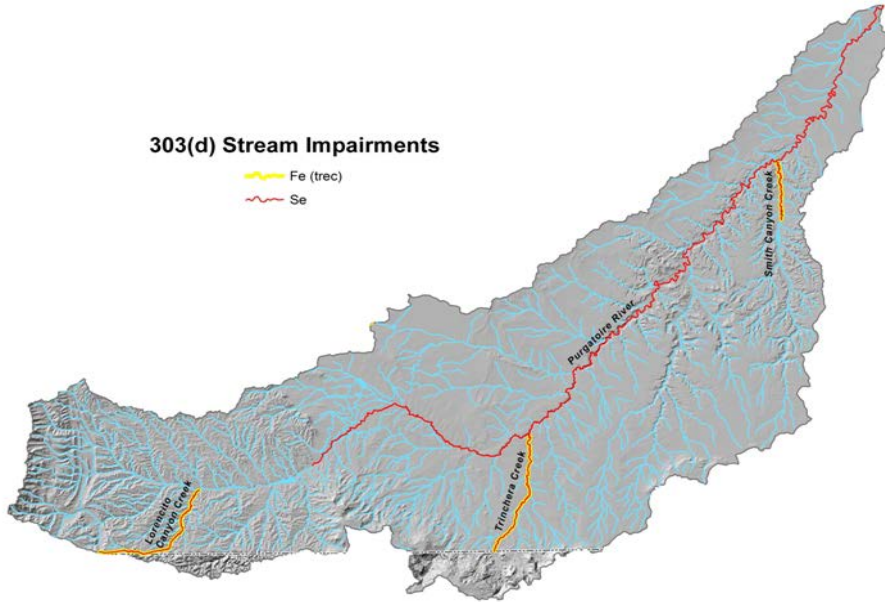 303(d) Stream Impairments
Fe (trec)
Se
Smith Canyon Creek
Purgatoire River
Trinchera Creek
Lorencito
Canyon Creek